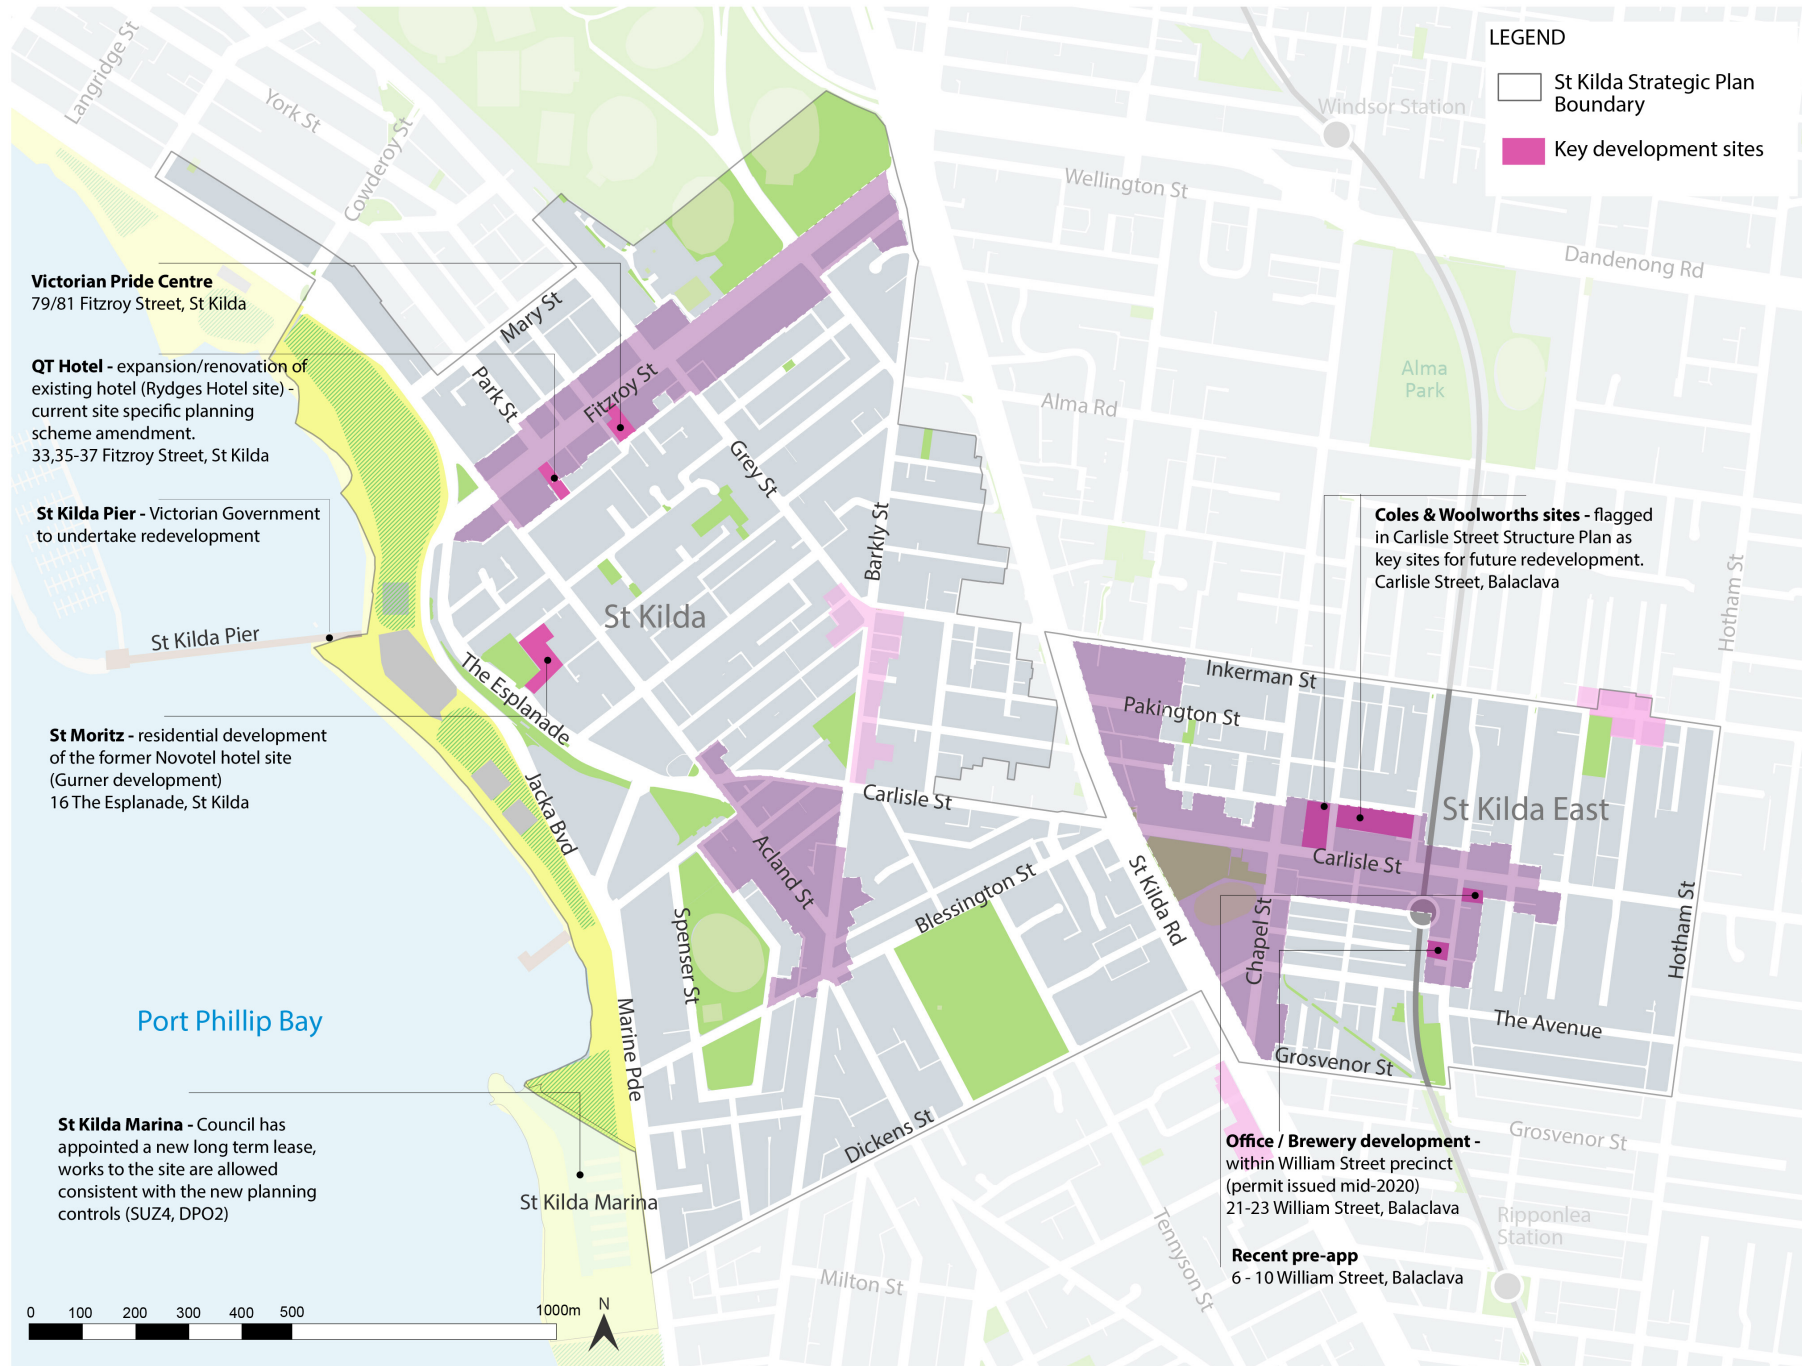 LEGEND
St Kilda Strategic Plan
Boundary
Key development sites
Langridge St
York St
Cowderoy St
Windsor Station
Wellington St
Dandenong Rd
Victorian Pride Centre
79/81 Fitzroy Street, St Kilda
Mary St
QT Hotel - expansion/renovation of
existing hotel (Rydges Hotel site) -
current site specific planning
scheme amendment.
33,35-37 Fitzroy Street, St Kilda
Park St
Fitzroy St
Alma
Park
Alma Rd
Grey St
Barkly St
St Kilda Pier - Victorian Government
to undertake redevelopment
Coles & Woolworths sites - flagged
in Carlisle Street Structure Plan as
key sites for future redevelopment.
Carlisle Street, Balaclava
Hotham St
St Kilda
St Kilda Pier
The Esplanade
Inkerman St
Pakington St
St Moritz - residential development
of the former Novotel hotel site
(Gurner development)
16 The Esplanade, St Kilda
Jacka Bvd
Carlisle St
St Kilda East
Acland St
Carlisle St
Blessington St
St Kilda Rd
Spenser St
Chapel St
Hotham St
Port Phillip Bay
Marine Pde
The Avenue
Grosvenor St
St Kilda Marina - Council has
appointed a new long term lease,
works to the site are allowed
consistent with the new planning
controls (SUZ4, DPO2)
Dickens St
Grosvenor St
Office / Brewery development -
within William Street precinct
(permit issued mid-2020)
21-23 William Street, Balaclava
St Kilda Marina
Tennyson St
Ripponlea
Station
Recent pre-app
6 - 10 William Street, Balaclava
Milton St
0 100 200 300 400 500 1000m
N